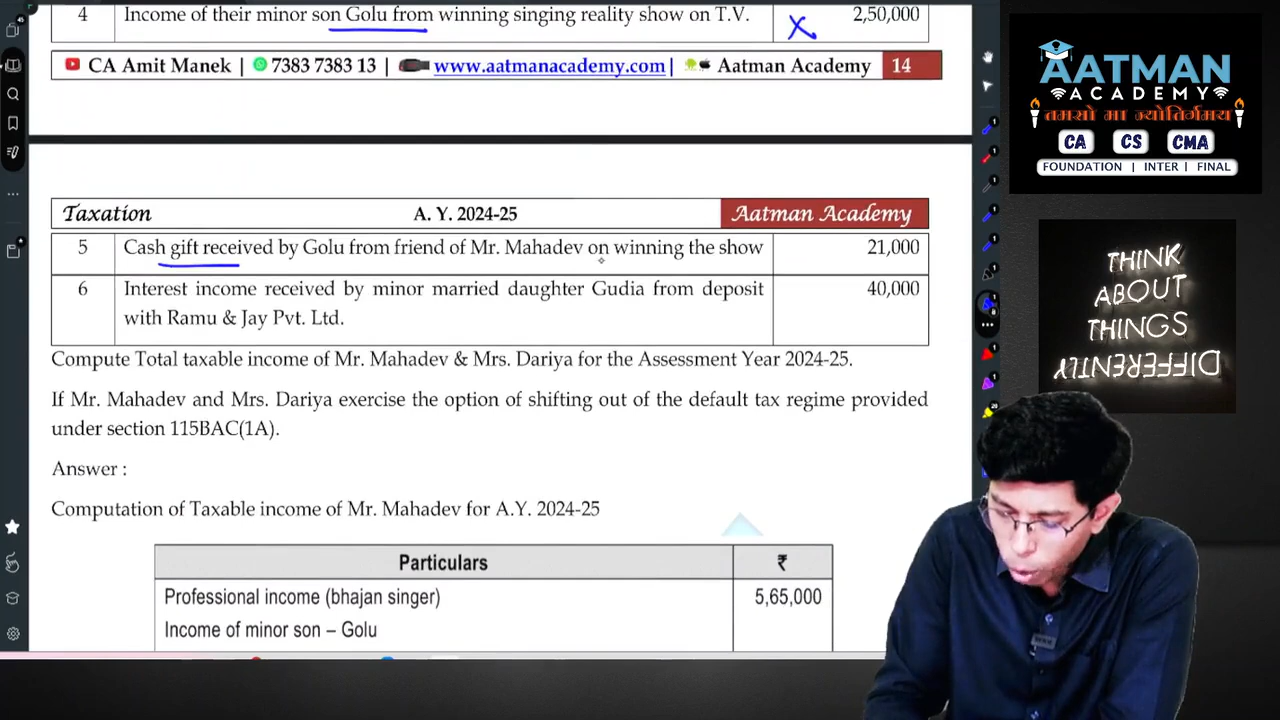 4 Income of their minor son Golu from winning singing reality show on T.V. 2,50,000
CA Amit Manek | 7383 7383 13 | www.aatmanacademy.com | Aatman Academy 14
Taxation A. Y. 2024-25 Aatman Academy
5 Cash gift received by Golu from friend of Mr. Mahadev on winning the show 21,000
6 Interest income received by minor married daughter Gudia from deposit 40,000
with Ramu & Jay Pvt. Ltd.
Compute Total taxable income of Mr. Mahadev & Mrs. Dariya for the Assessment Year 2024-25.
If Mr. Mahadev and Mrs. Dariya exercise the option of shifting out of the default tax regime provided
under section 115BAC(1A).
Answer :
Computation of Taxable income of Mr. Mahadev for A.Y. 2024-25
Particulars ₹
Professional income (bhajan singer) 5,65,000
Income of minor son – Golu
AATMAN
ACADEMY
तमसो मा ज्योतिर्गमय
CA CS CMA
FOUNDATION | INTER | FINAL
THINK
ABOUT
THINGS
DIFFERENTLY